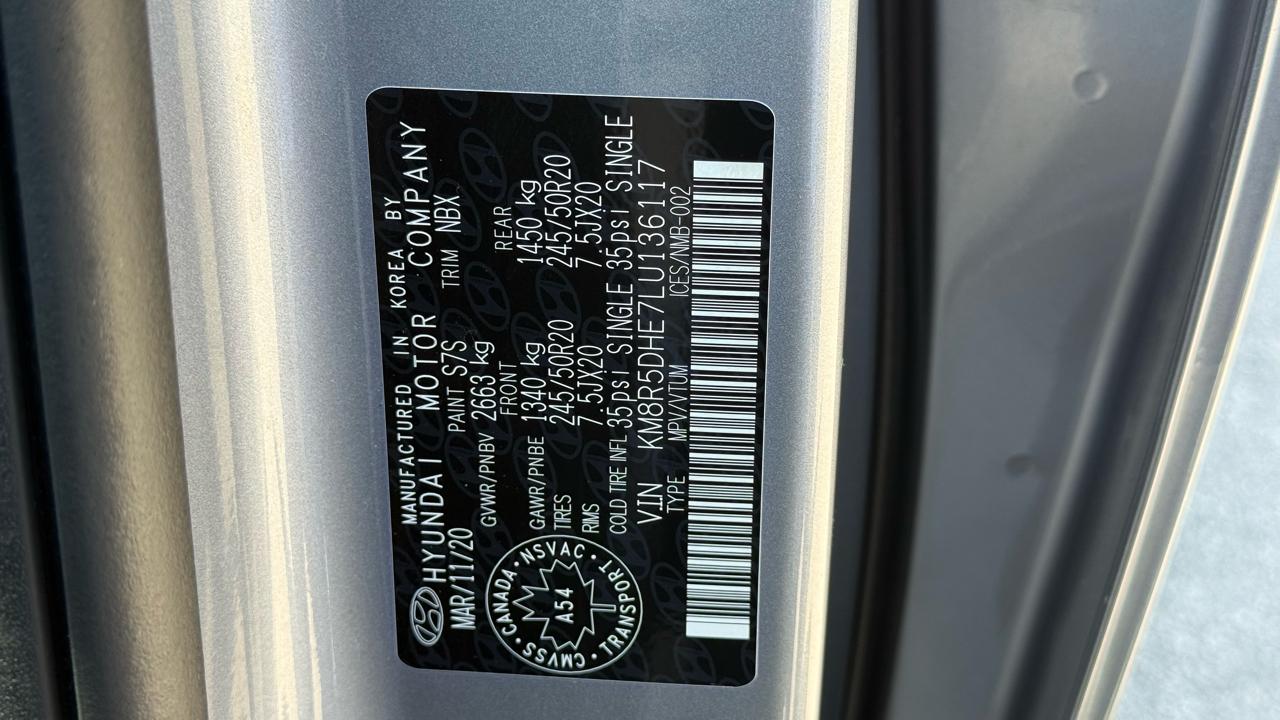 MANUFACTURED IN KOREA BY
HYUNDAI MOTOR COMPANY
MAR/11/20 PAINT S7S TRIM NBX
GVWR/PNBV 2663 kg
FRONT REAR
GAWR/PNBE 1340 kg 1450 kg
TIRES 245/50R20 245/50R20
RIMS 7.5JX20 7.5JX20
COLD TIRE INFL 35psi SINGLE 35psi SINGLE
VIN KM8R5DHE7LU136117
TYPE MPV/VTUM ICES/NMB-002
CMVSS • CANADA • NSVAC • TRANSPORT •
A54